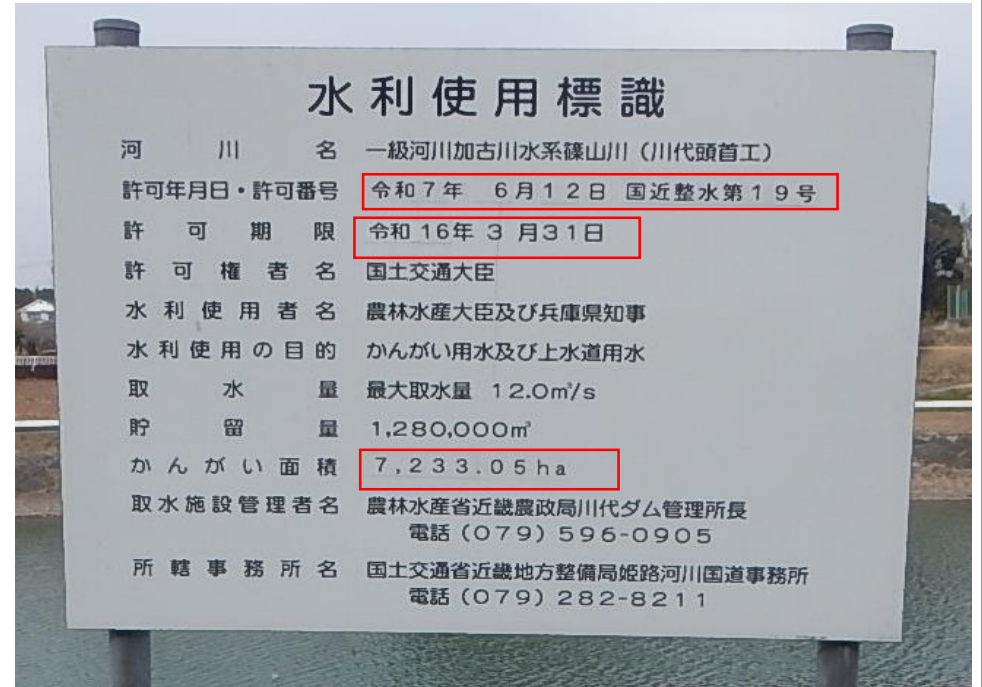 水利使用標識
河川名 一級河川加古川水系篠山川（川代頭首工）
許可年月日・許可番号 令和7年 6月12日 国近整水第19号
許可期限 令和16年3月31日
許可権者名 国土交通大臣
水利使用者名 農林水産大臣及び兵庫県知事
水利使用の目的 かんがい用水及び上水道用水
取水量 最大取水量 12.0㎥/s
貯留量 1,280,000㎥
かんがい面積 7,233.05ha
取水施設管理者名 農林水産省近畿農政局川代ダム管理所長
電話（079）596-0905
所轄事務所名 国土交通省近畿地方整備局姫路河川国道事務所
電話（079）282-8211